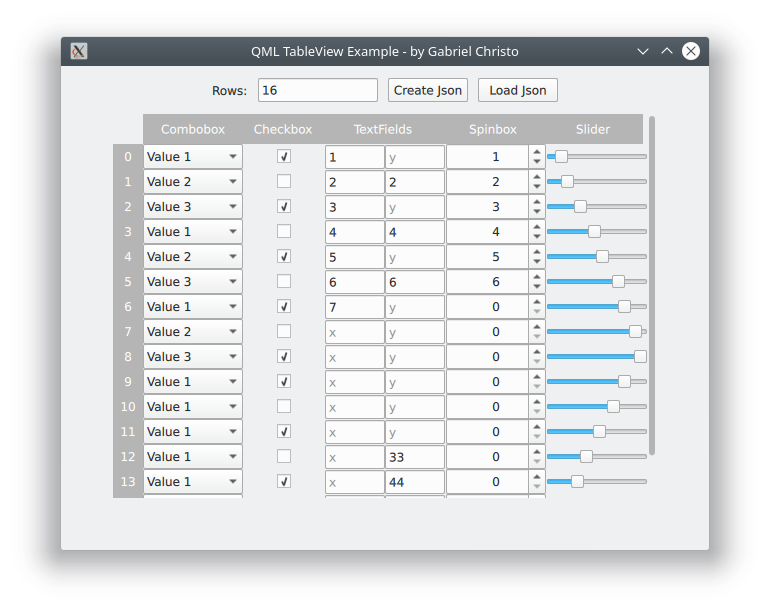 QML TableView Example - by Gabriel Christo
Rows: 16 Create Json Load Json
Combobox Checkbox TextFields Spinbox Slider
0 Value 1 1 y 1
1 Value 2 2 2 2
2 Value 3 3 y 3
3 Value 1 4 4 4
4 Value 2 5 y 5
5 Value 3 6 6 6
6 Value 1 7 y 0
7 Value 2 x y 0
8 Value 3 x y 0
9 Value 1 x y 0
10 Value 1 x y 0
11 Value 1 x y 0
12 Value 1 x 33 0
13 Value 1 x 44 0